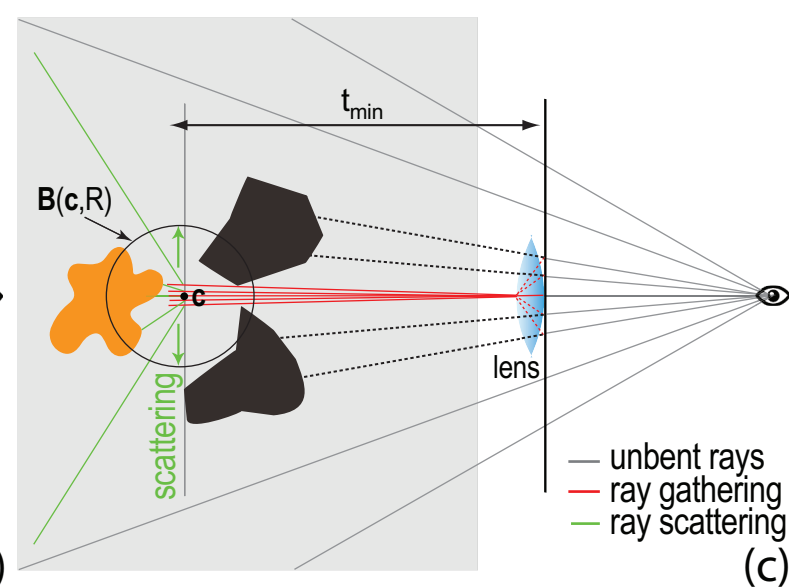 t_min
B(c,R)
c
lens
scattering
unbent rays
ray gathering
ray scattering
)
(c)